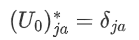 $(U_0)^*_{ja} = \delta_{ja}$